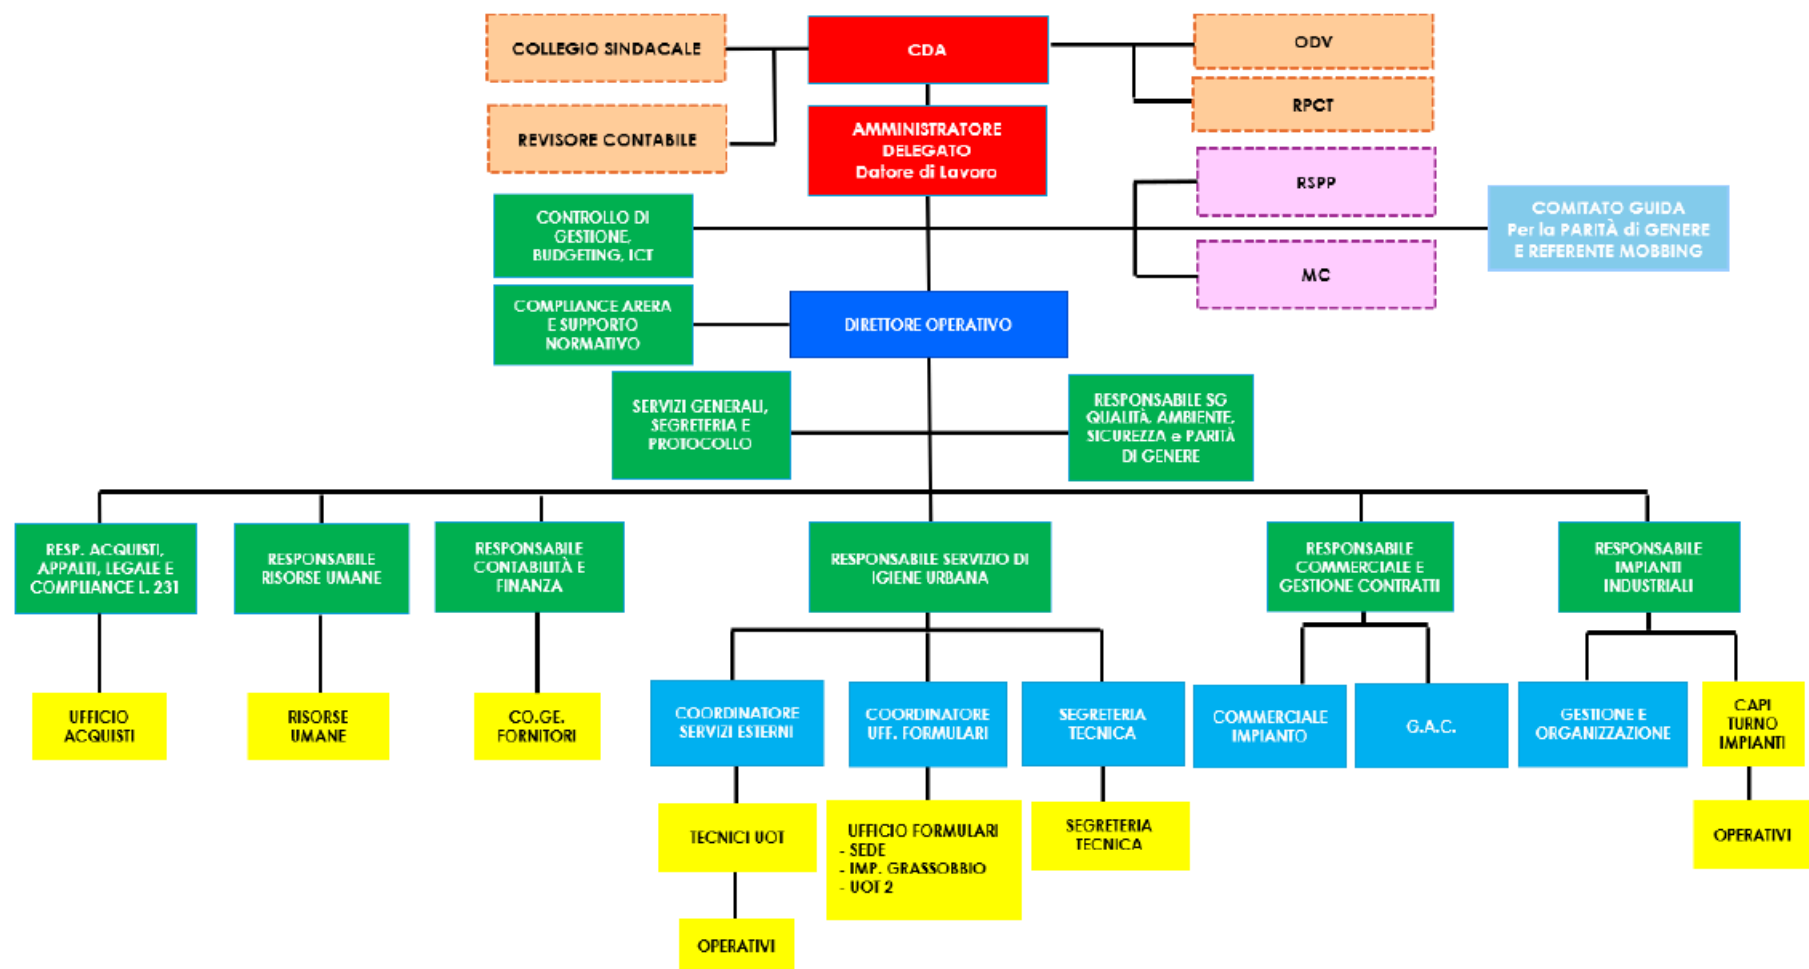 COLLEGIO SINDACALE
CDA
ODV
RPCT
REVISORE CONTABILE
AMMINISTRATORE
DELEGATO
Datore di Lavoro
RSPP
CONTROLLO DI
GESTIONE,
BUDGETING, ICT
COMITATO GUIDA
Per la PARITÀ di GENERE
E REFERENTE MOBBING
MC
COMPLIANCE ARERA
E SUPPORTO
NORMATIVO
DIRETTORE OPERATIVO
SERVIZI GENERALI,
SEGRETERIA E
PROTOCOLLO
RESPONSABILE SG
QUALITÀ, AMBIENTE,
SICUREZZA e PARITÀ
DI GENERE
RESP. ACQUISTI,
APPALTI, LEGALE E
COMPLIANCE L. 231
RESPONSABILE
RISORSE UMANE
RESPONSABILE
CONTABILITÀ E
FINANZA
RESPONSABILE SERVIZIO DI
IGIENE URBANA
RESPONSABILE
COMMERCIALE E
GESTIONE CONTRATTI
RESPONSABILE
IMPIANTI
INDUSTRIALI
UFFICIO
ACQUISTI
RISORSE
UMANE
CO.GE.
FORNITORI
COORDINATORE
SERVIZI ESTERNI
COORDINATORE
UFF. FORMULARI
SEGRETERIA
TECNICA
COMMERCIALE
IMPIANTO
G.A.C.
GESTIONE E
ORGANIZZAZIONE
CAPI
TURNO
IMPIANTI
TECNICI UOT
UFFICIO FORMULARI
- SEDE
- IMP. GRASSOBBIO
- UOT 2
SEGRETERIA
TECNICA
OPERATIVI
OPERATIVI